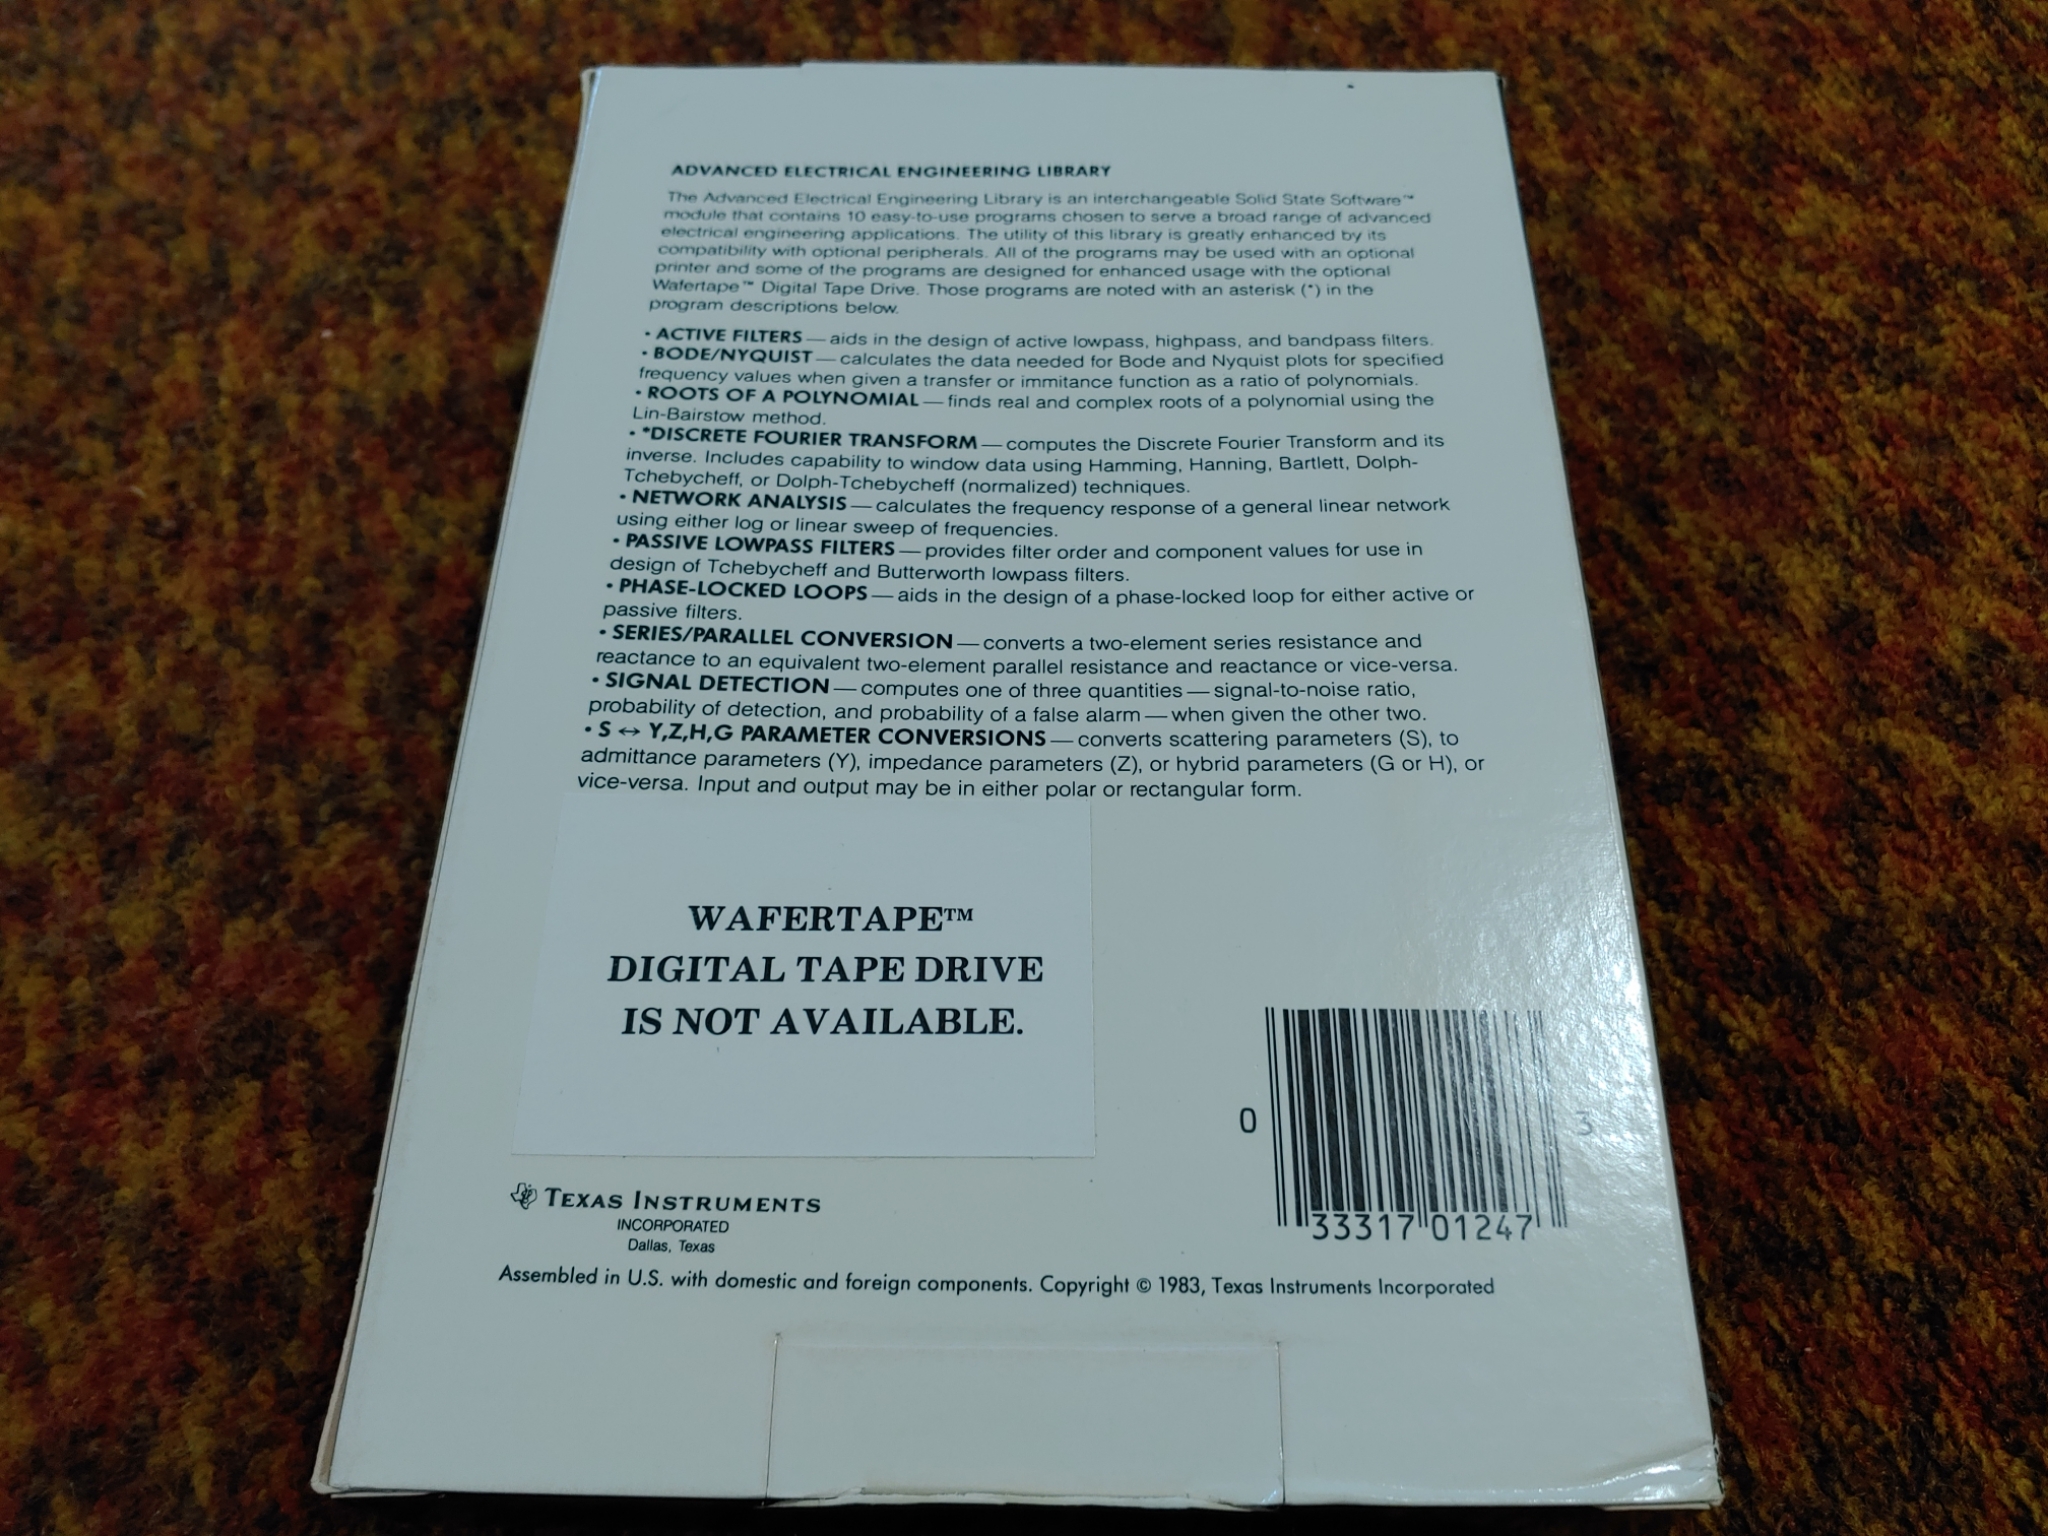 ADVANCED ELECTRICAL ENGINEERING LIBRARY
The Advanced Electrical Engineering Library is an interchangeable Solid State Software™
module that contains 10 easy-to-use programs chosen to serve a broad range of advanced
electrical engineering applications. The utility of this library is greatly enhanced by its
compatibility with optional peripherals. All of the programs may be used with an optional
printer and some of the programs are designed for enhanced usage with the optional
Wafertape™ Digital Tape Drive. Those programs are noted with an asterisk (*) in the
program descriptions below.
• ACTIVE FILTERS — aids in the design of active lowpass, highpass, and bandpass filters.
• BODE/NYQUIST — calculates the data needed for Bode and Nyquist plots for specified
frequency values when given a transfer or immitance function as a ratio of polynomials.
• ROOTS OF A POLYNOMIAL — finds real and complex roots of a polynomial using the
Lin-Bairstow method.
• *DISCRETE FOURIER TRANSFORM — computes the Discrete Fourier Transform and its
inverse. Includes capability to window data using Hamming, Hanning, Bartlett, Dolph-
Tchebycheff, or Dolph-Tchebycheff (normalized) techniques.
• NETWORK ANALYSIS — calculates the frequency response of a general linear network
using either log or linear sweep of frequencies.
• PASSIVE LOWPASS FILTERS — provides filter order and component values for use in
design of Tchebycheff and Butterworth lowpass filters.
• PHASE-LOCKED LOOPS — aids in the design of a phase-locked loop for either active or
passive filters.
• SERIES/PARALLEL CONVERSION — converts a two-element series resistance and
reactance to an equivalent two-element parallel resistance and reactance or vice-versa.
• SIGNAL DETECTION — computes one of three quantities — signal-to-noise ratio,
probability of detection, and probability of a false alarm — when given the other two.
• S ↔ Y,Z,H,G PARAMETER CONVERSIONS — converts scattering parameters (S), to
admittance parameters (Y), impedance parameters (Z), or hybrid parameters (G or H), or
vice-versa. Input and output may be in either polar or rectangular form.
WAFERTAPE™
DIGITAL TAPE DRIVE
IS NOT AVAILABLE.
TEXAS INSTRUMENTS
INCORPORATED
Dallas, Texas
0 33317 01247 3
Assembled in U.S. with domestic and foreign components. Copyright © 1983, Texas Instruments Incorporated